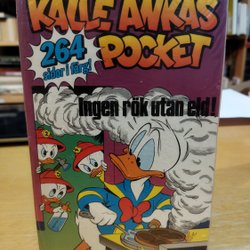 KALLE ANKAS
POCKET
264
sidor i färg!
Ingen rök utan eld!